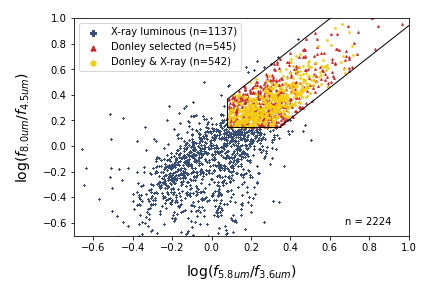 1.0
0.8
0.6
0.4
0.2
0.0
−0.2
−0.4
−0.6
log(f8.0um/f4.5um)
X-ray luminous (n=1137)
Donley selected (n=545)
Donley & X-ray (n=542)
n = 2224
−0.6 −0.4 −0.2 0.0 0.2 0.4 0.6 0.8 1.0
log(f5.8um/f3.6um)